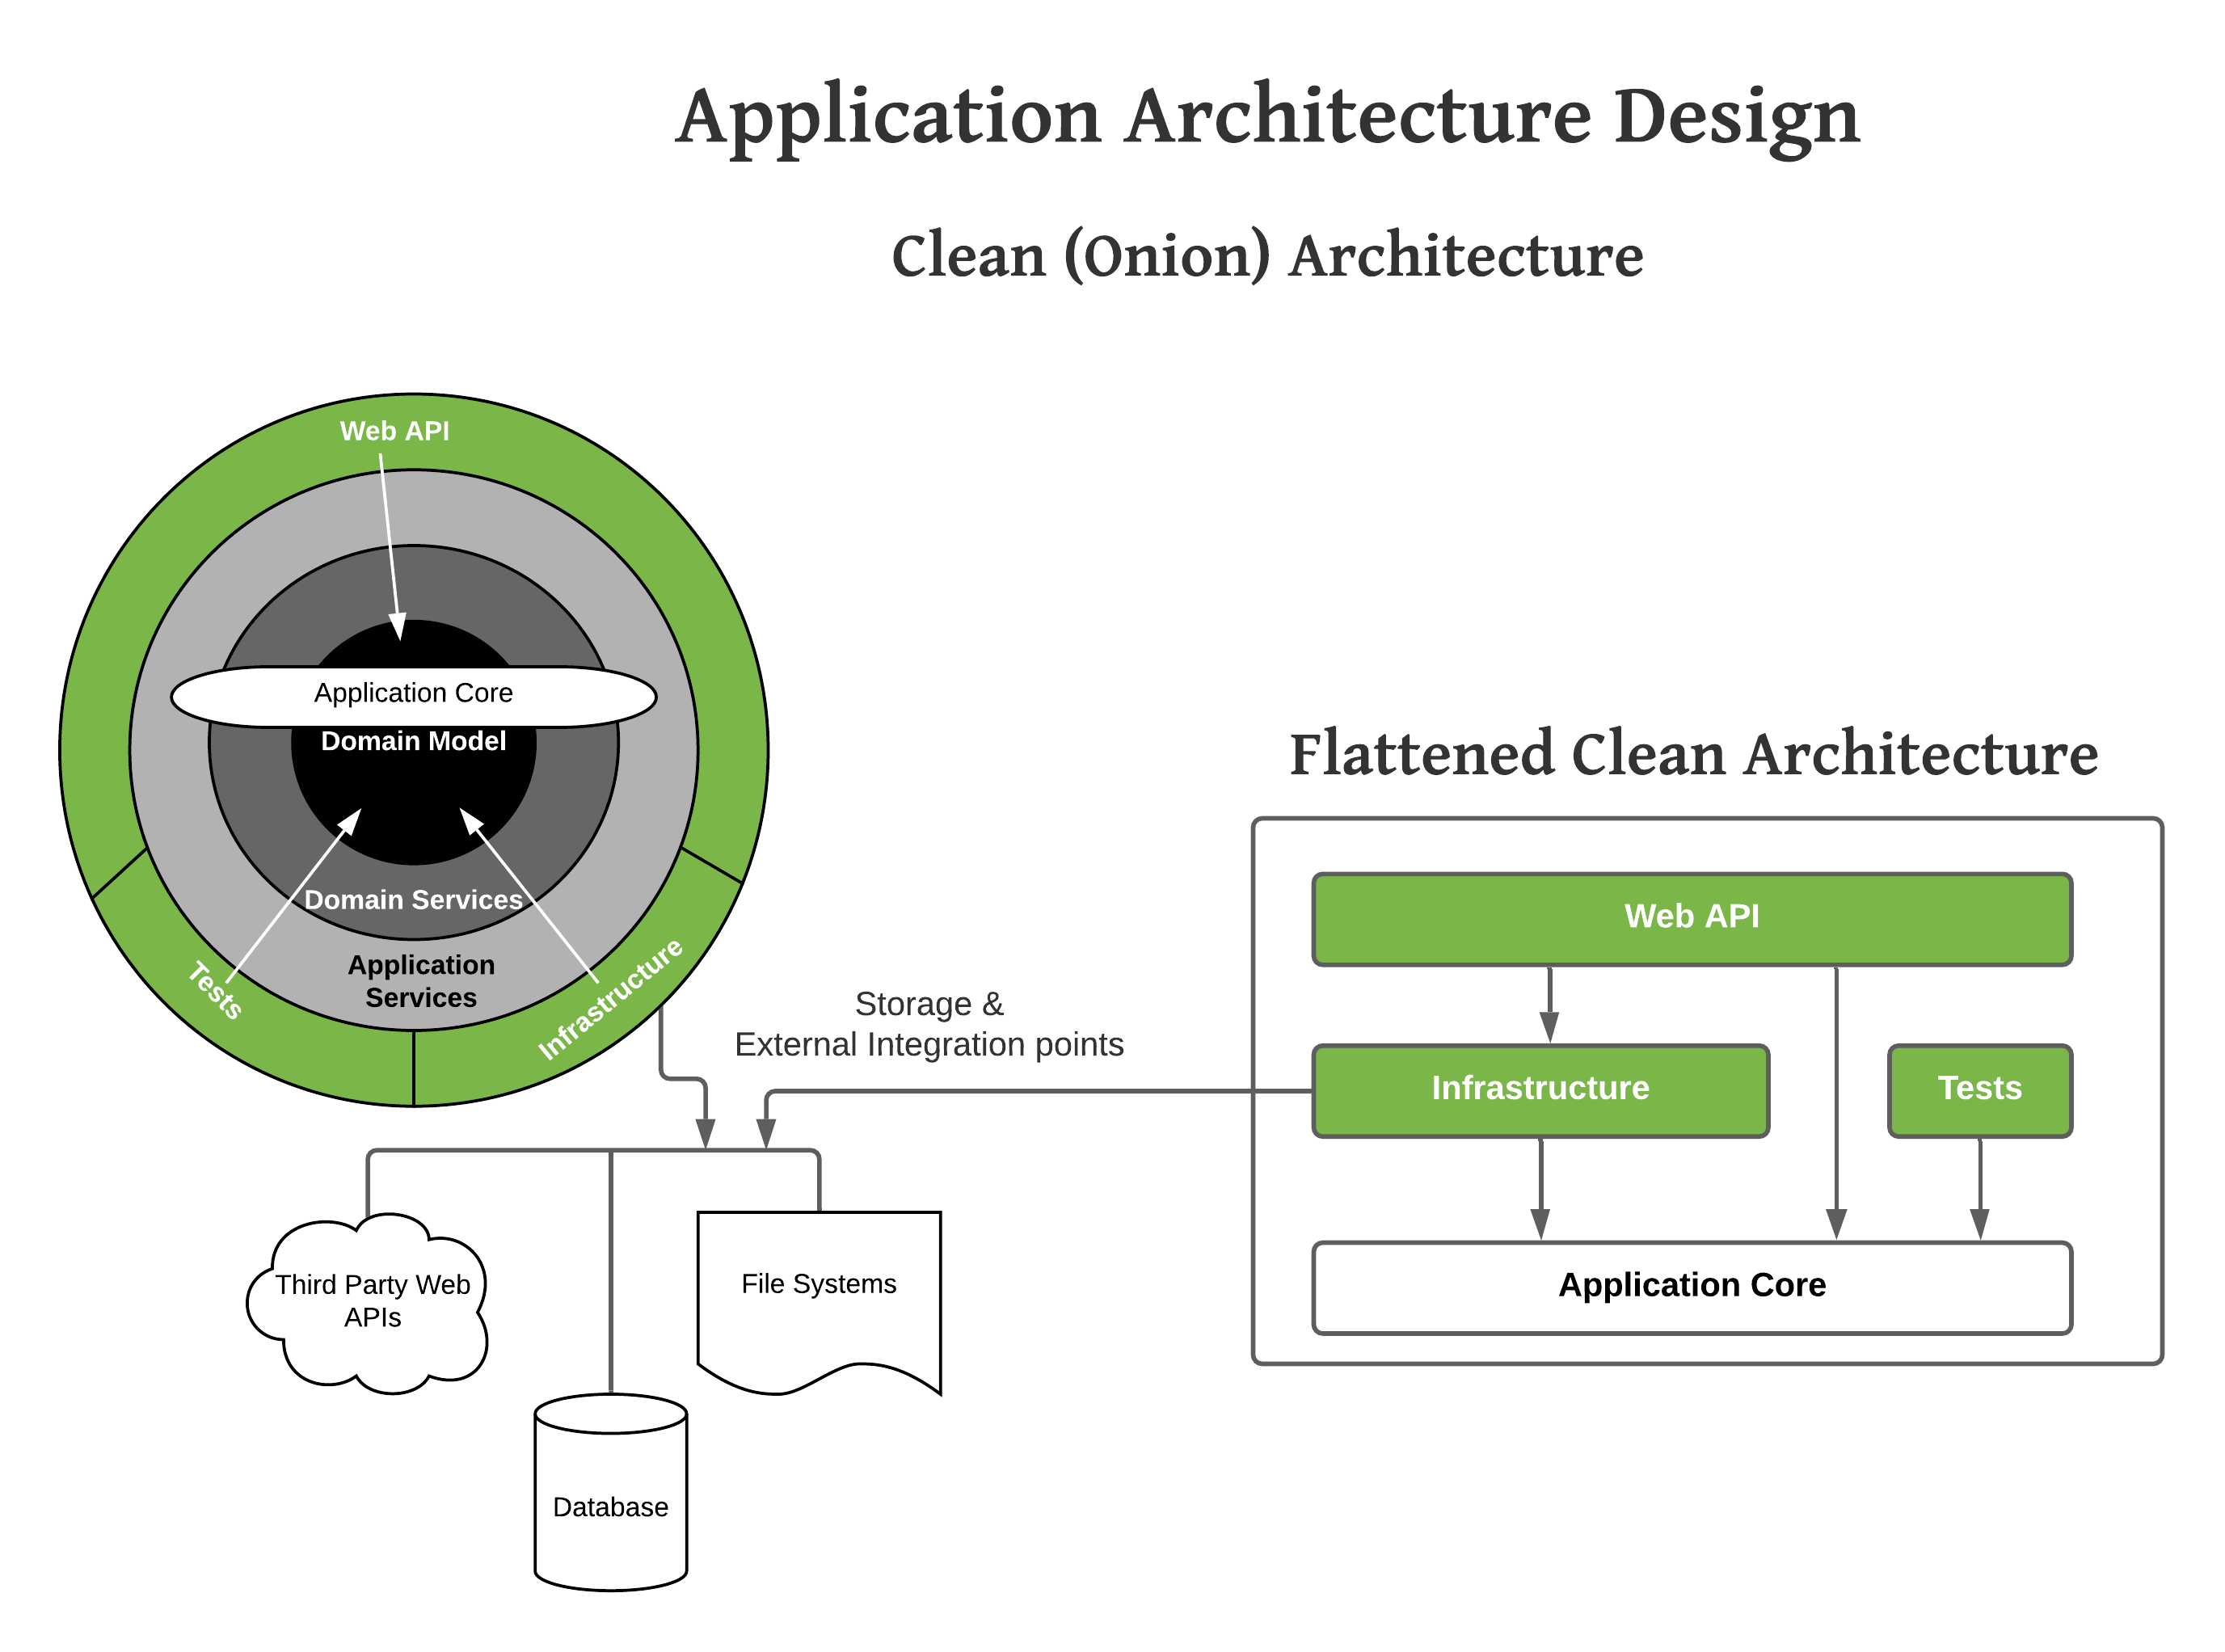 Application Architecture Design
Clean (Onion) Architecture
Web API
Application Core
Domain Model
Domain Services
Application
Services
Tests
Infrastructure
Storage &
External Integration points
Third Party Web
APIs
File Systems
Database
Flattened Clean Architecture
Web API
Infrastructure
Tests
Application Core